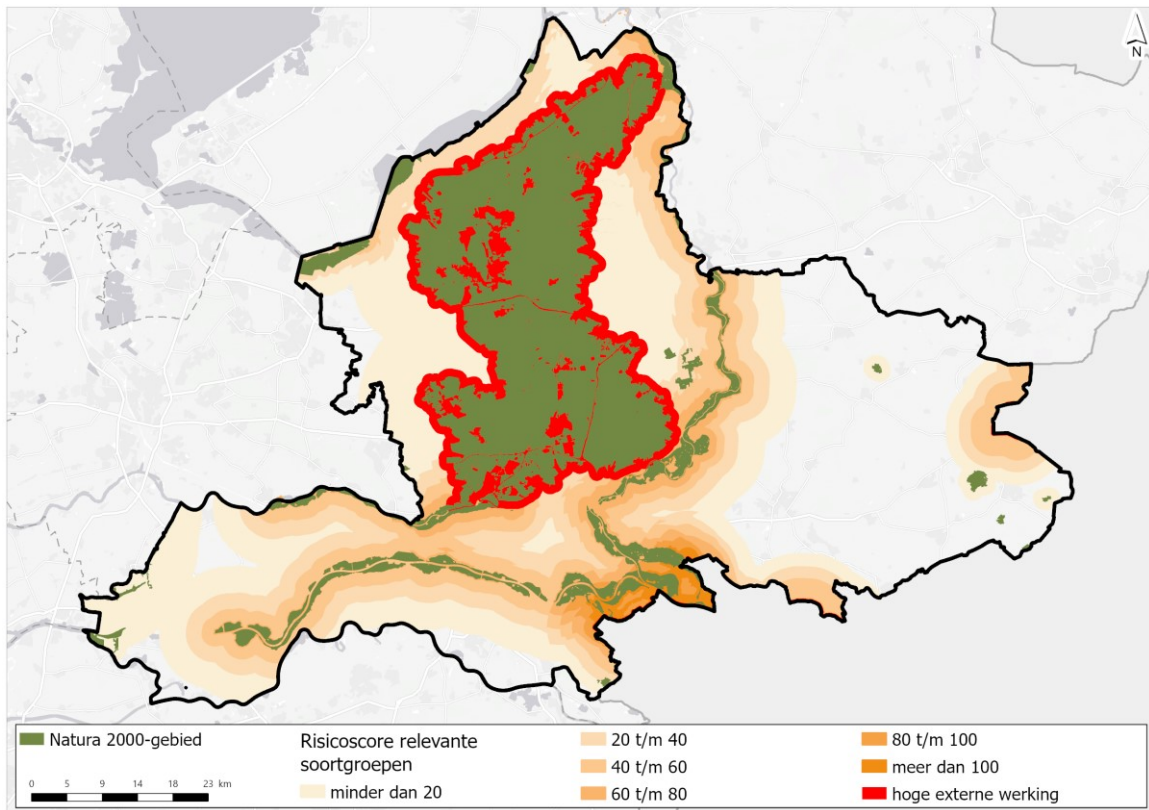 N
Natura 2000-gebied
0 5 9 14 18 23 km
Risicoscore relevante
soortgroepen
minder dan 20
20 t/m 40
40 t/m 60
60 t/m 80
80 t/m 100
meer dan 100
hoge externe werking